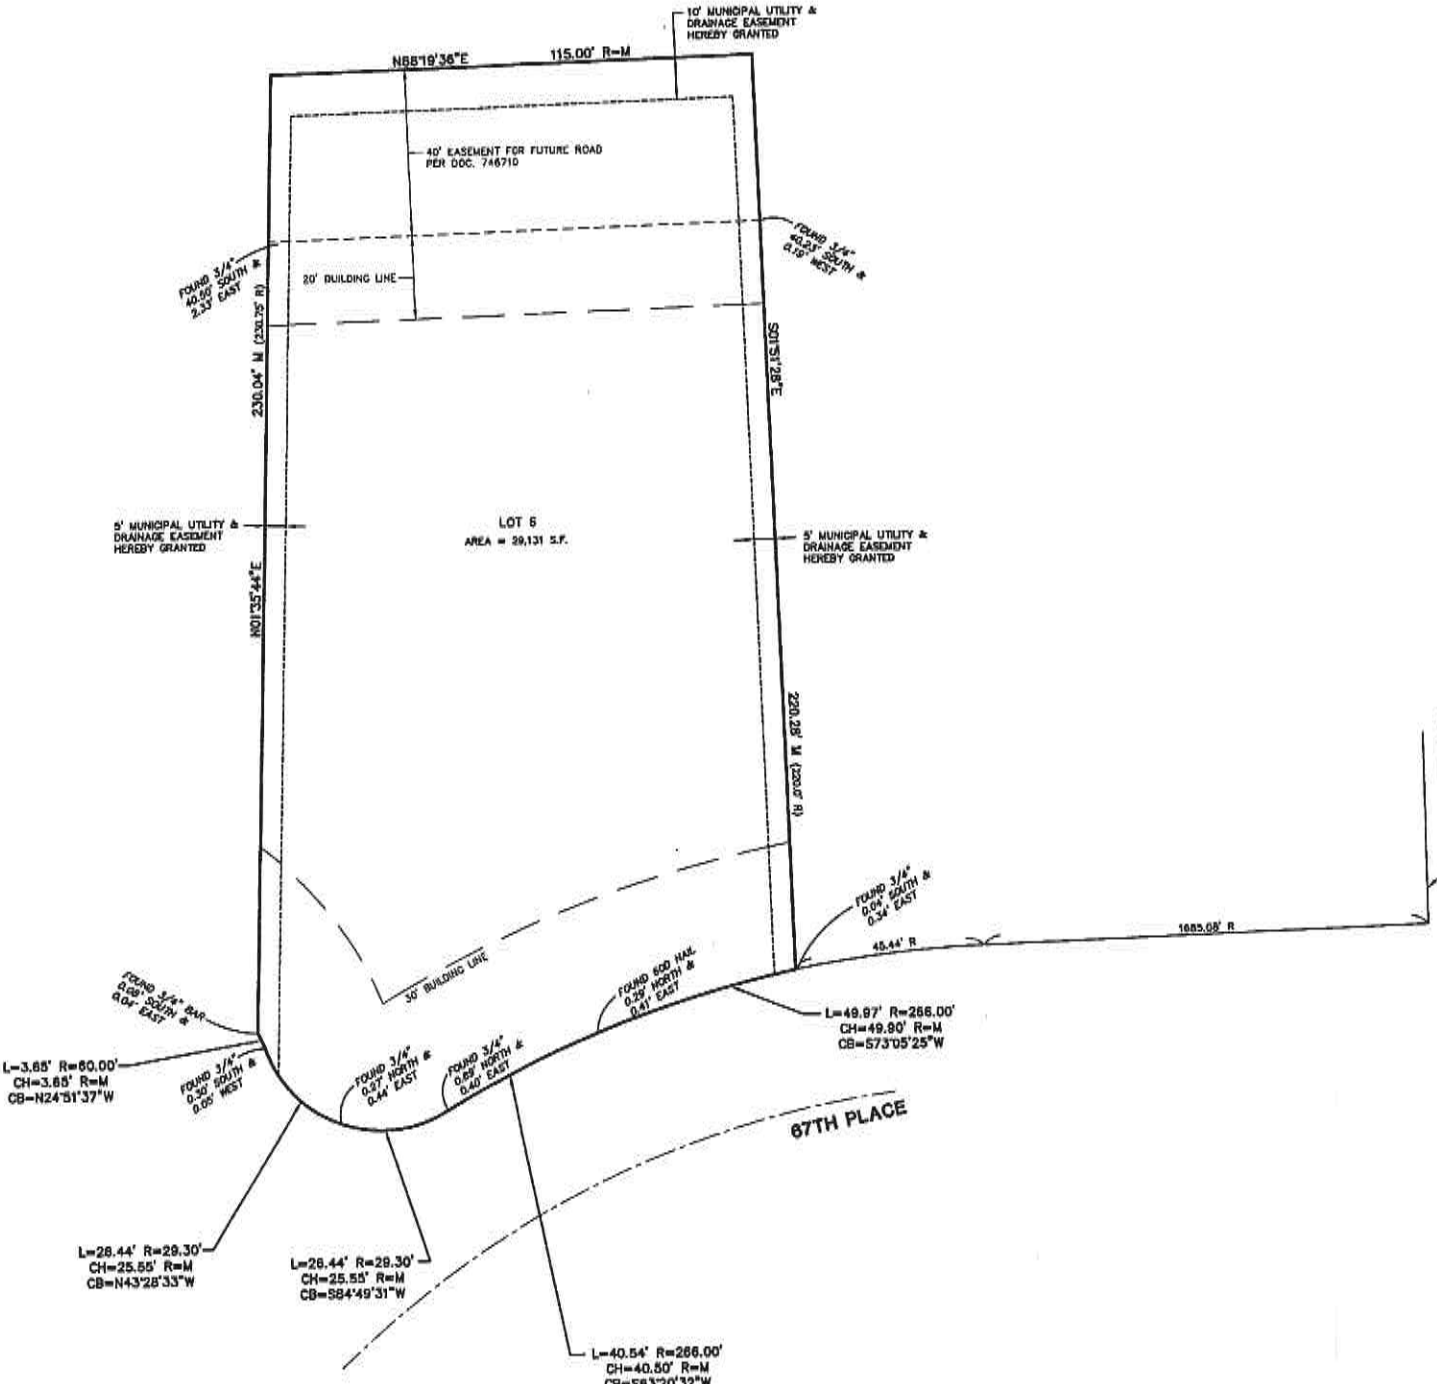 10' MUNICIPAL UTILITY &
DRAINAGE EASEMENT
HEREBY GRANTED
N88°19'36"E
115.00' R=M
40' EASEMENT FOR FUTURE ROAD
PER DOC. 746710
FOUND 3/4"
40.50' SOUTH &
2.33' EAST
FOUND 3/4"
40.23' SOUTH &
0.19' WEST
20' BUILDING LINE
230.04' M (230.75' R)
S01°51'28"E
5' MUNICIPAL UTILITY &
DRAINAGE EASEMENT
HEREBY GRANTED
LOT 6
AREA = 29,131 S.F.
5' MUNICIPAL UTILITY &
DRAINAGE EASEMENT
HEREBY GRANTED
N01°35'44"E
220.28' M (220.0' R)
FOUND 3/4"
0.04' SOUTH &
0.34' EAST
45.44' R
1685.08' R
30' BUILDING LINE
FOUND 60D NAIL
0.29' NORTH &
0.41' EAST
FOUND 3/4" BAR
0.08' SOUTH &
0.04' EAST
L=49.97' R=266.00'
CH=49.90' R=M
CB=S73°05'25"W
L=3.65' R=60.00'
CH=3.65' R=M
CB=N24°51'37"W
FOUND 3/4"
0.30' SOUTH &
0.05' WEST
FOUND 3/4"
0.27' NORTH &
0.44' EAST
FOUND 3/4"
0.69' NORTH &
0.40' EAST
67TH PLACE
L=26.44' R=29.30'
CH=25.55' R=M
CB=N43°28'33"W
L=26.44' R=29.30'
CH=25.55' R=M
CB=S84°49'31"W
L=40.54' R=266.00'
CH=40.50' R=M
CB=S63°20'32"W